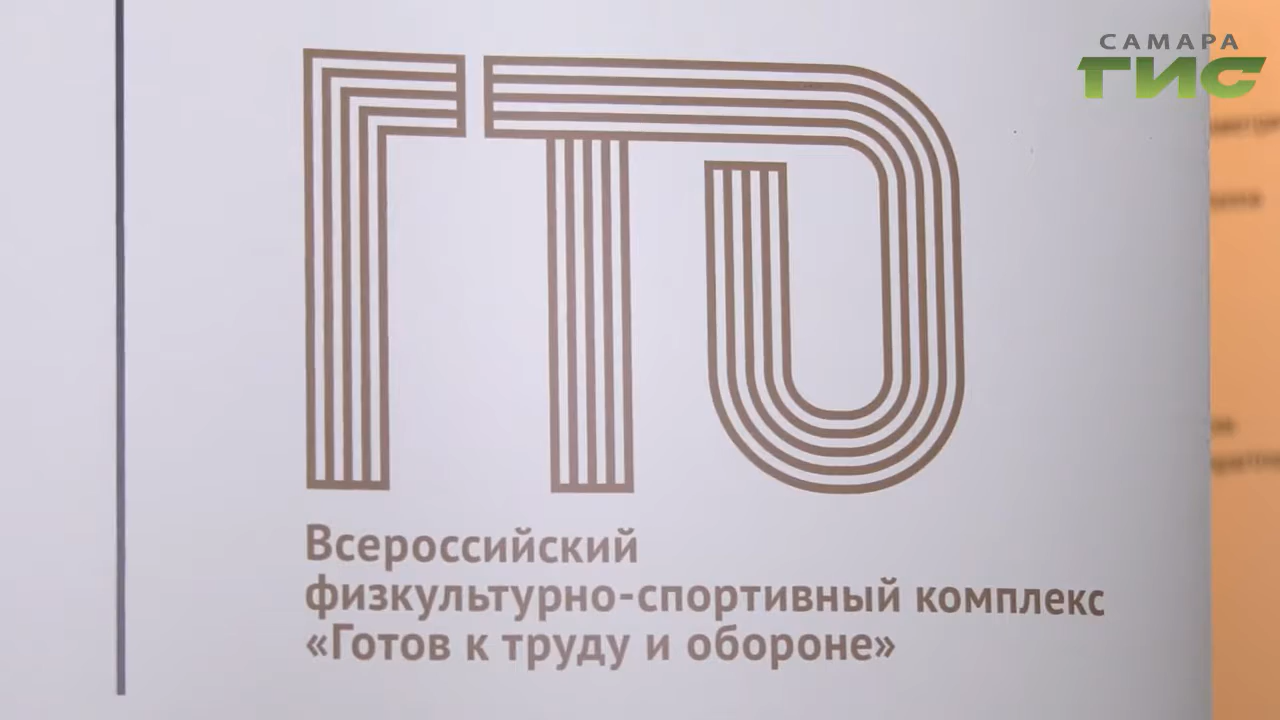 САМАРА
ГИС
ГТО
Всероссийский
физкультурно-спортивный комплекс
«Готов к труду и обороне»